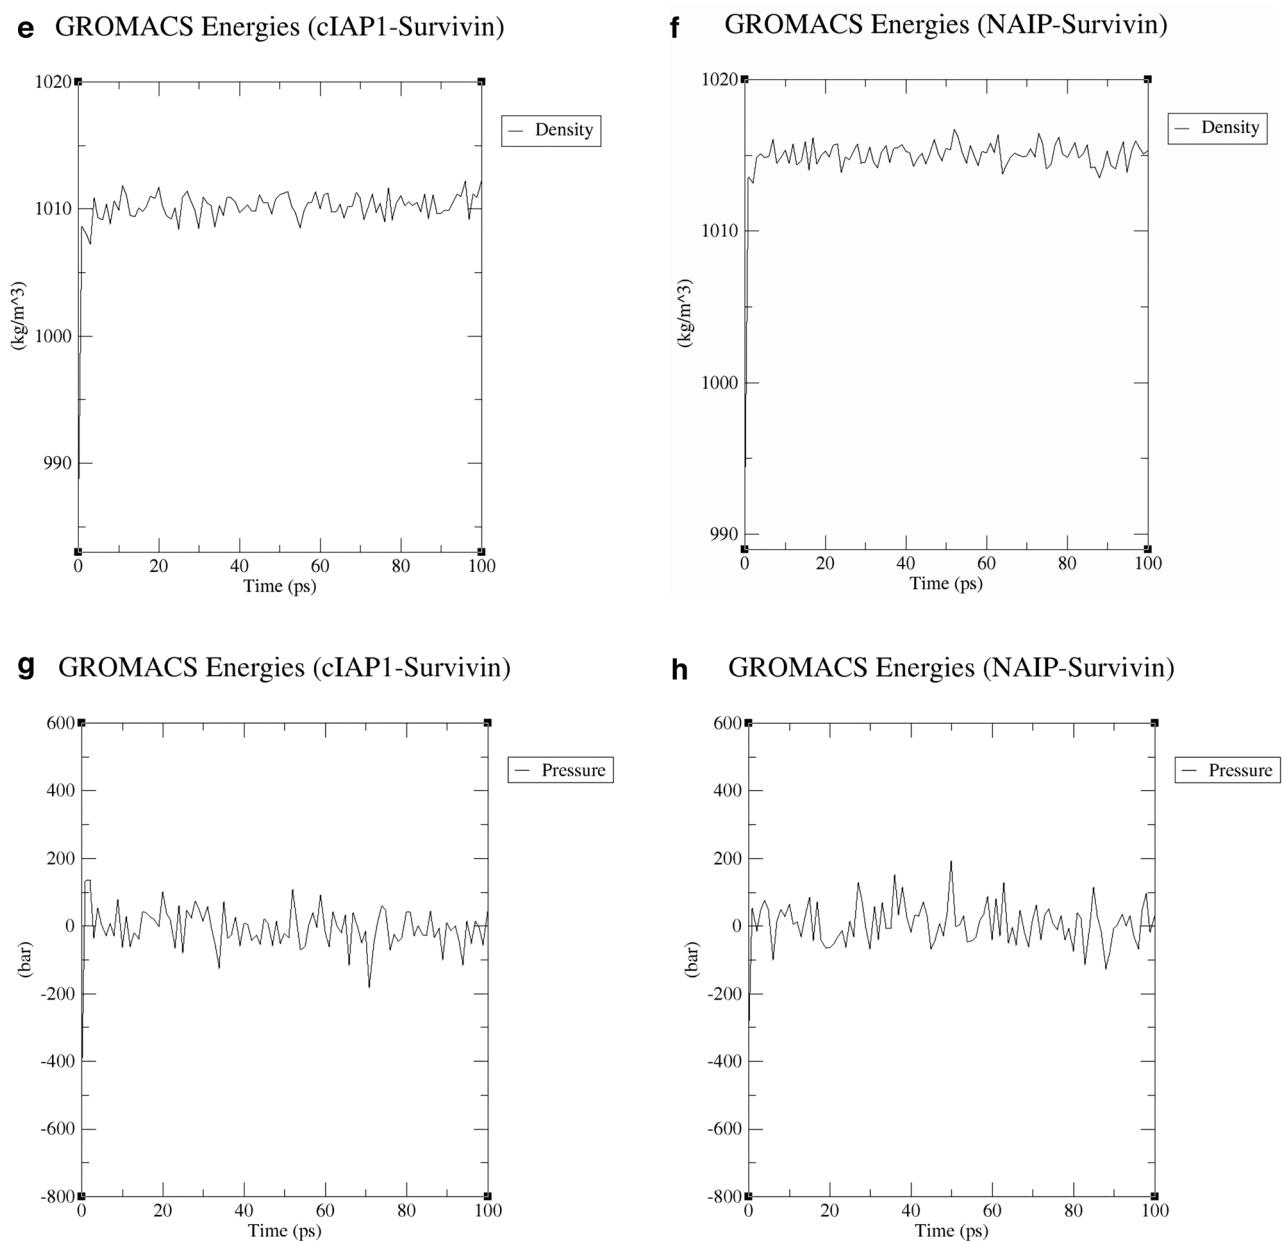 e GROMACS Energies (cIAP1-Survivin)
1020
1010
1000
990
(kg/m^3)
0 20 40 60 80 100
Time (ps)
Density
f GROMACS Energies (NAIP-Survivin)
1020
1010
1000
990
(kg/m^3)
0 20 40 60 80 100
Time (ps)
Density
g GROMACS Energies (cIAP1-Survivin)
600
400
200
0
-200
-400
-600
-800
(bar)
0 20 40 60 80 100
Time (ps)
Pressure
h GROMACS Energies (NAIP-Survivin)
600
400
200
0
-200
-400
-600
-800
(bar)
0 20 40 60 80 100
Time (ps)
Pressure